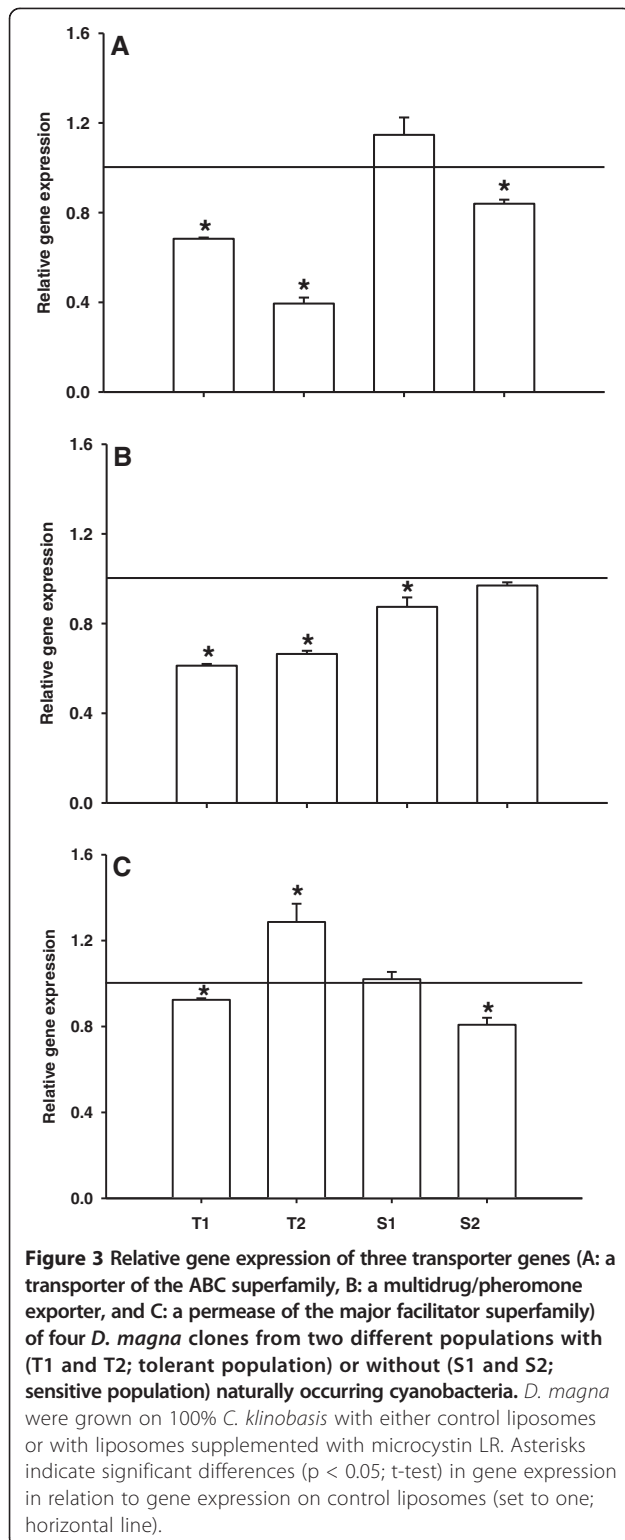 A
1.6
1.2
0.8
0.4
0.0
Relative gene expression
*
*
*
B
1.6
1.2
0.8
0.4
0.0
Relative gene expression
*
*
*
C
1.6
1.2
0.8
0.4
0.0
Relative gene expression
*
*
*
T1 T2 S1 S2
Figure 3 Relative gene expression of three transporter genes (A: a
transporter of the ABC superfamily, B: a multidrug/pheromone
exporter, and C: a permease of the major facilitator superfamily)
of four D. magna clones from two different populations with
(T1 and T2; tolerant population) or without (S1 and S2;
sensitive population) naturally occurring cyanobacteria. D. magna
were grown on 100% C. klinobasis with either control liposomes
or with liposomes supplemented with microcystin LR. Asterisks
indicate significant differences (p < 0.05; t-test) in gene expression
in relation to gene expression on control liposomes (set to one;
horizontal line).